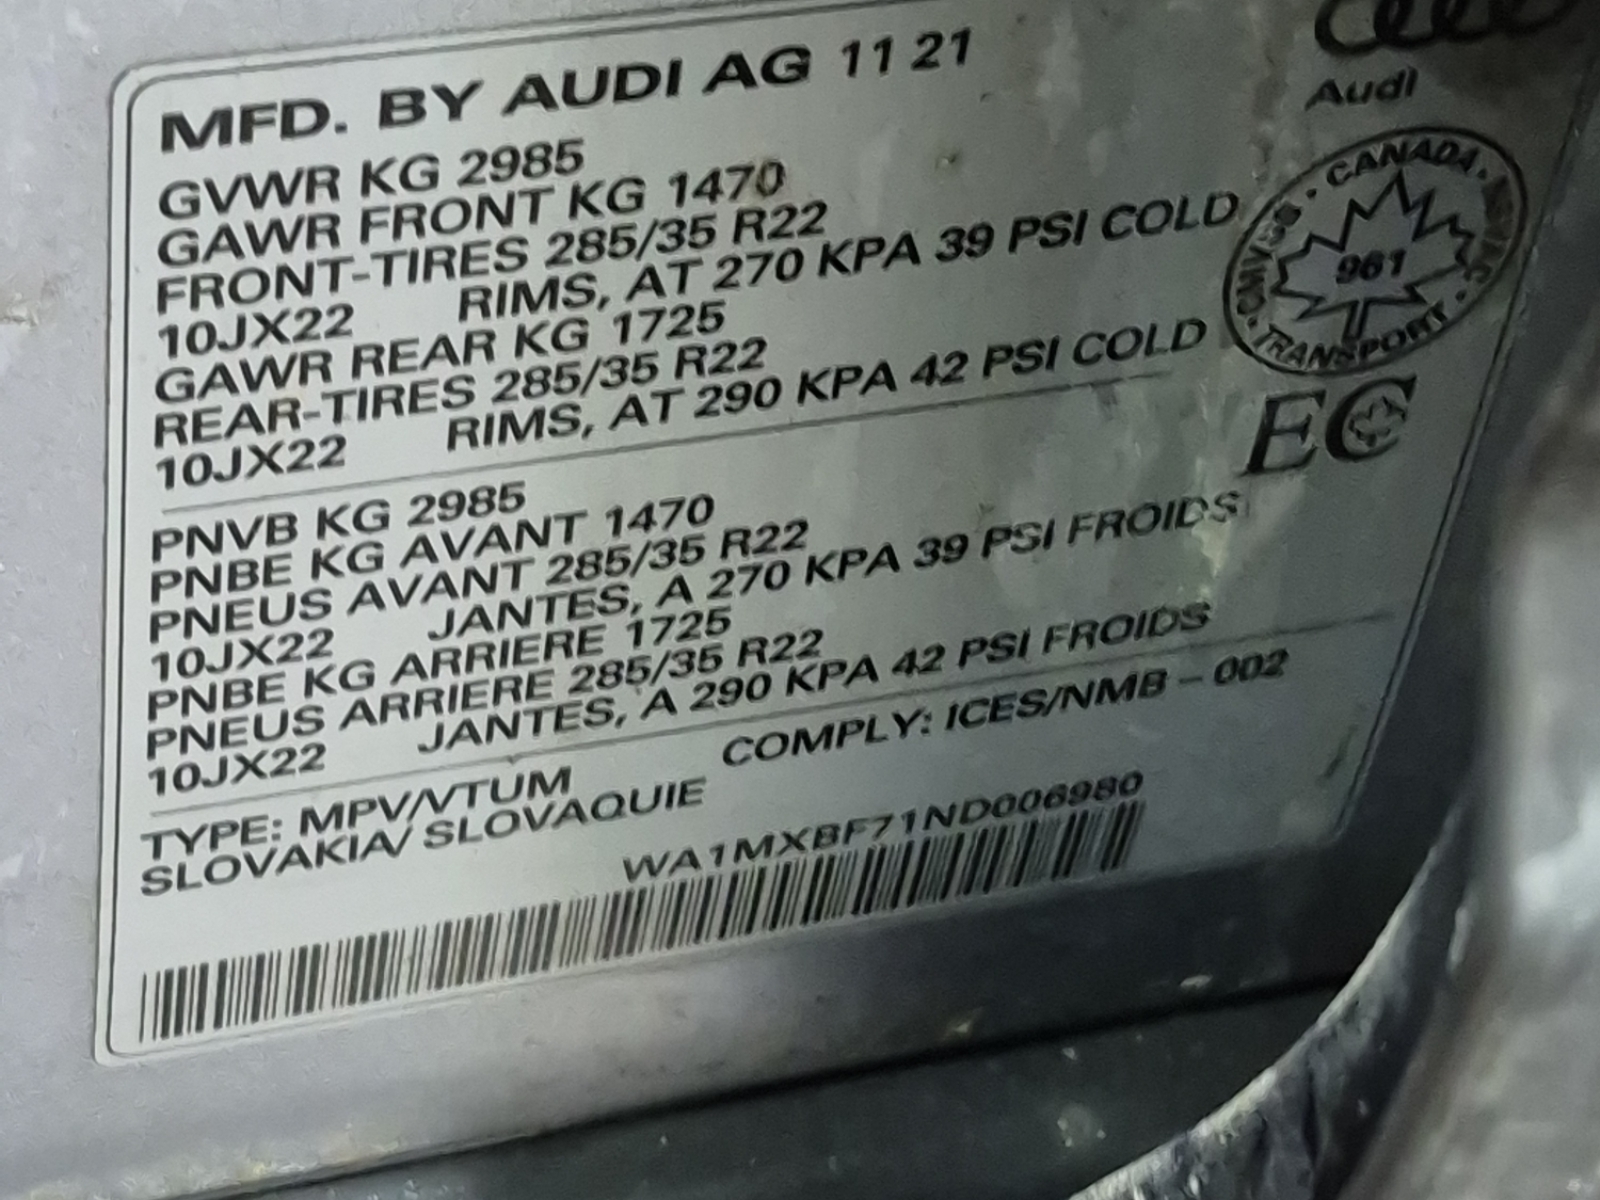 MFD. BY AUDI AG 11 21
GVWR KG 2985
GAWR FRONT KG 1470
FRONT-TIRES 285/35 R22
10JX22 RIMS, AT 270 KPA 39 PSI COLD
GAWR REAR KG 1725
REAR-TIRES 285/35 R22
10JX22 RIMS, AT 290 KPA 42 PSI COLD
PNVB KG 2985
PNBE KG AVANT 1470
PNEUS AVANT 285/35 R22
10JX22 JANTES, A 270 KPA 39 PSI FROIDS
PNBE KG ARRIERE 1725
PNEUS ARRIERE 285/35 R22
10JX22 JANTES, A 290 KPA 42 PSI FROIDS
TYPE: MPV/VTUM COMPLY: ICES/NMB - 002
SLOVAKIA/ SLOVAQUIE
WA1MXBF71ND006980
Audi
CANADA · NSVAC · TRANSPORT · CMVSS
961
EC